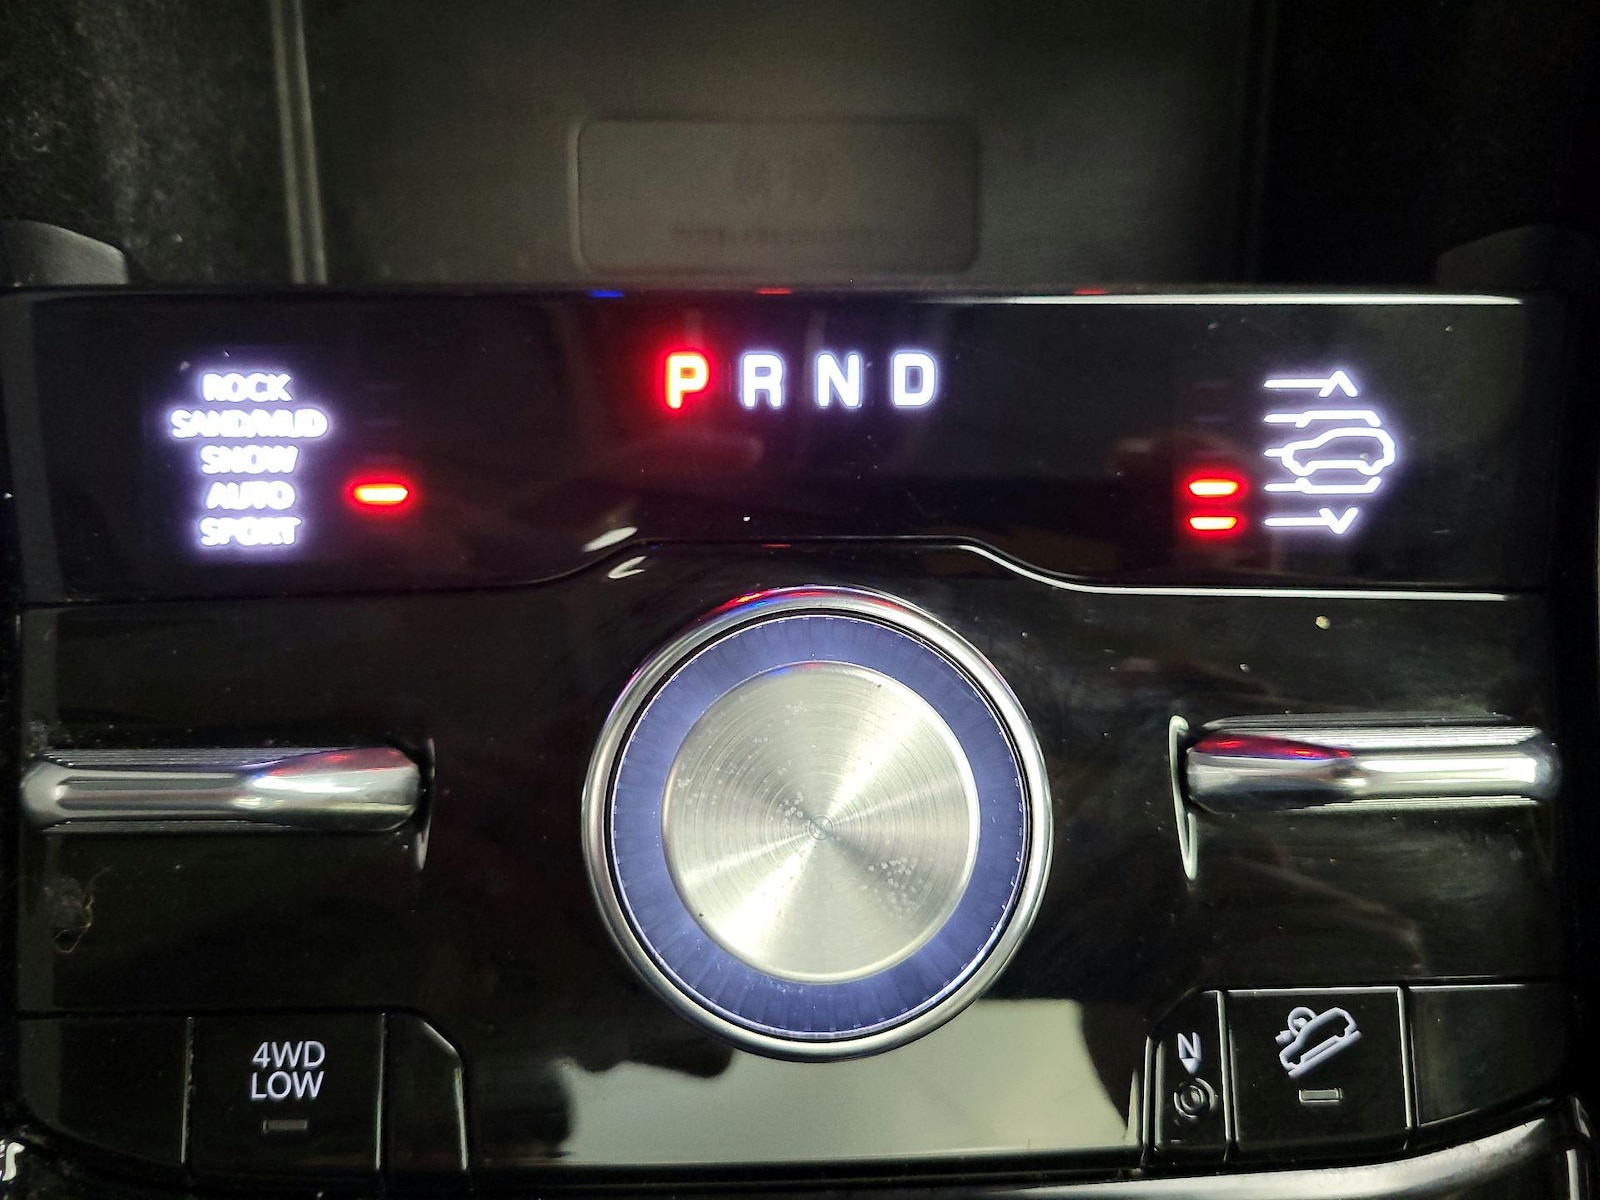 P R N D
ROCK
SAND/MUD
SNOW
AUTO
SPORT
4WD
LOW
N